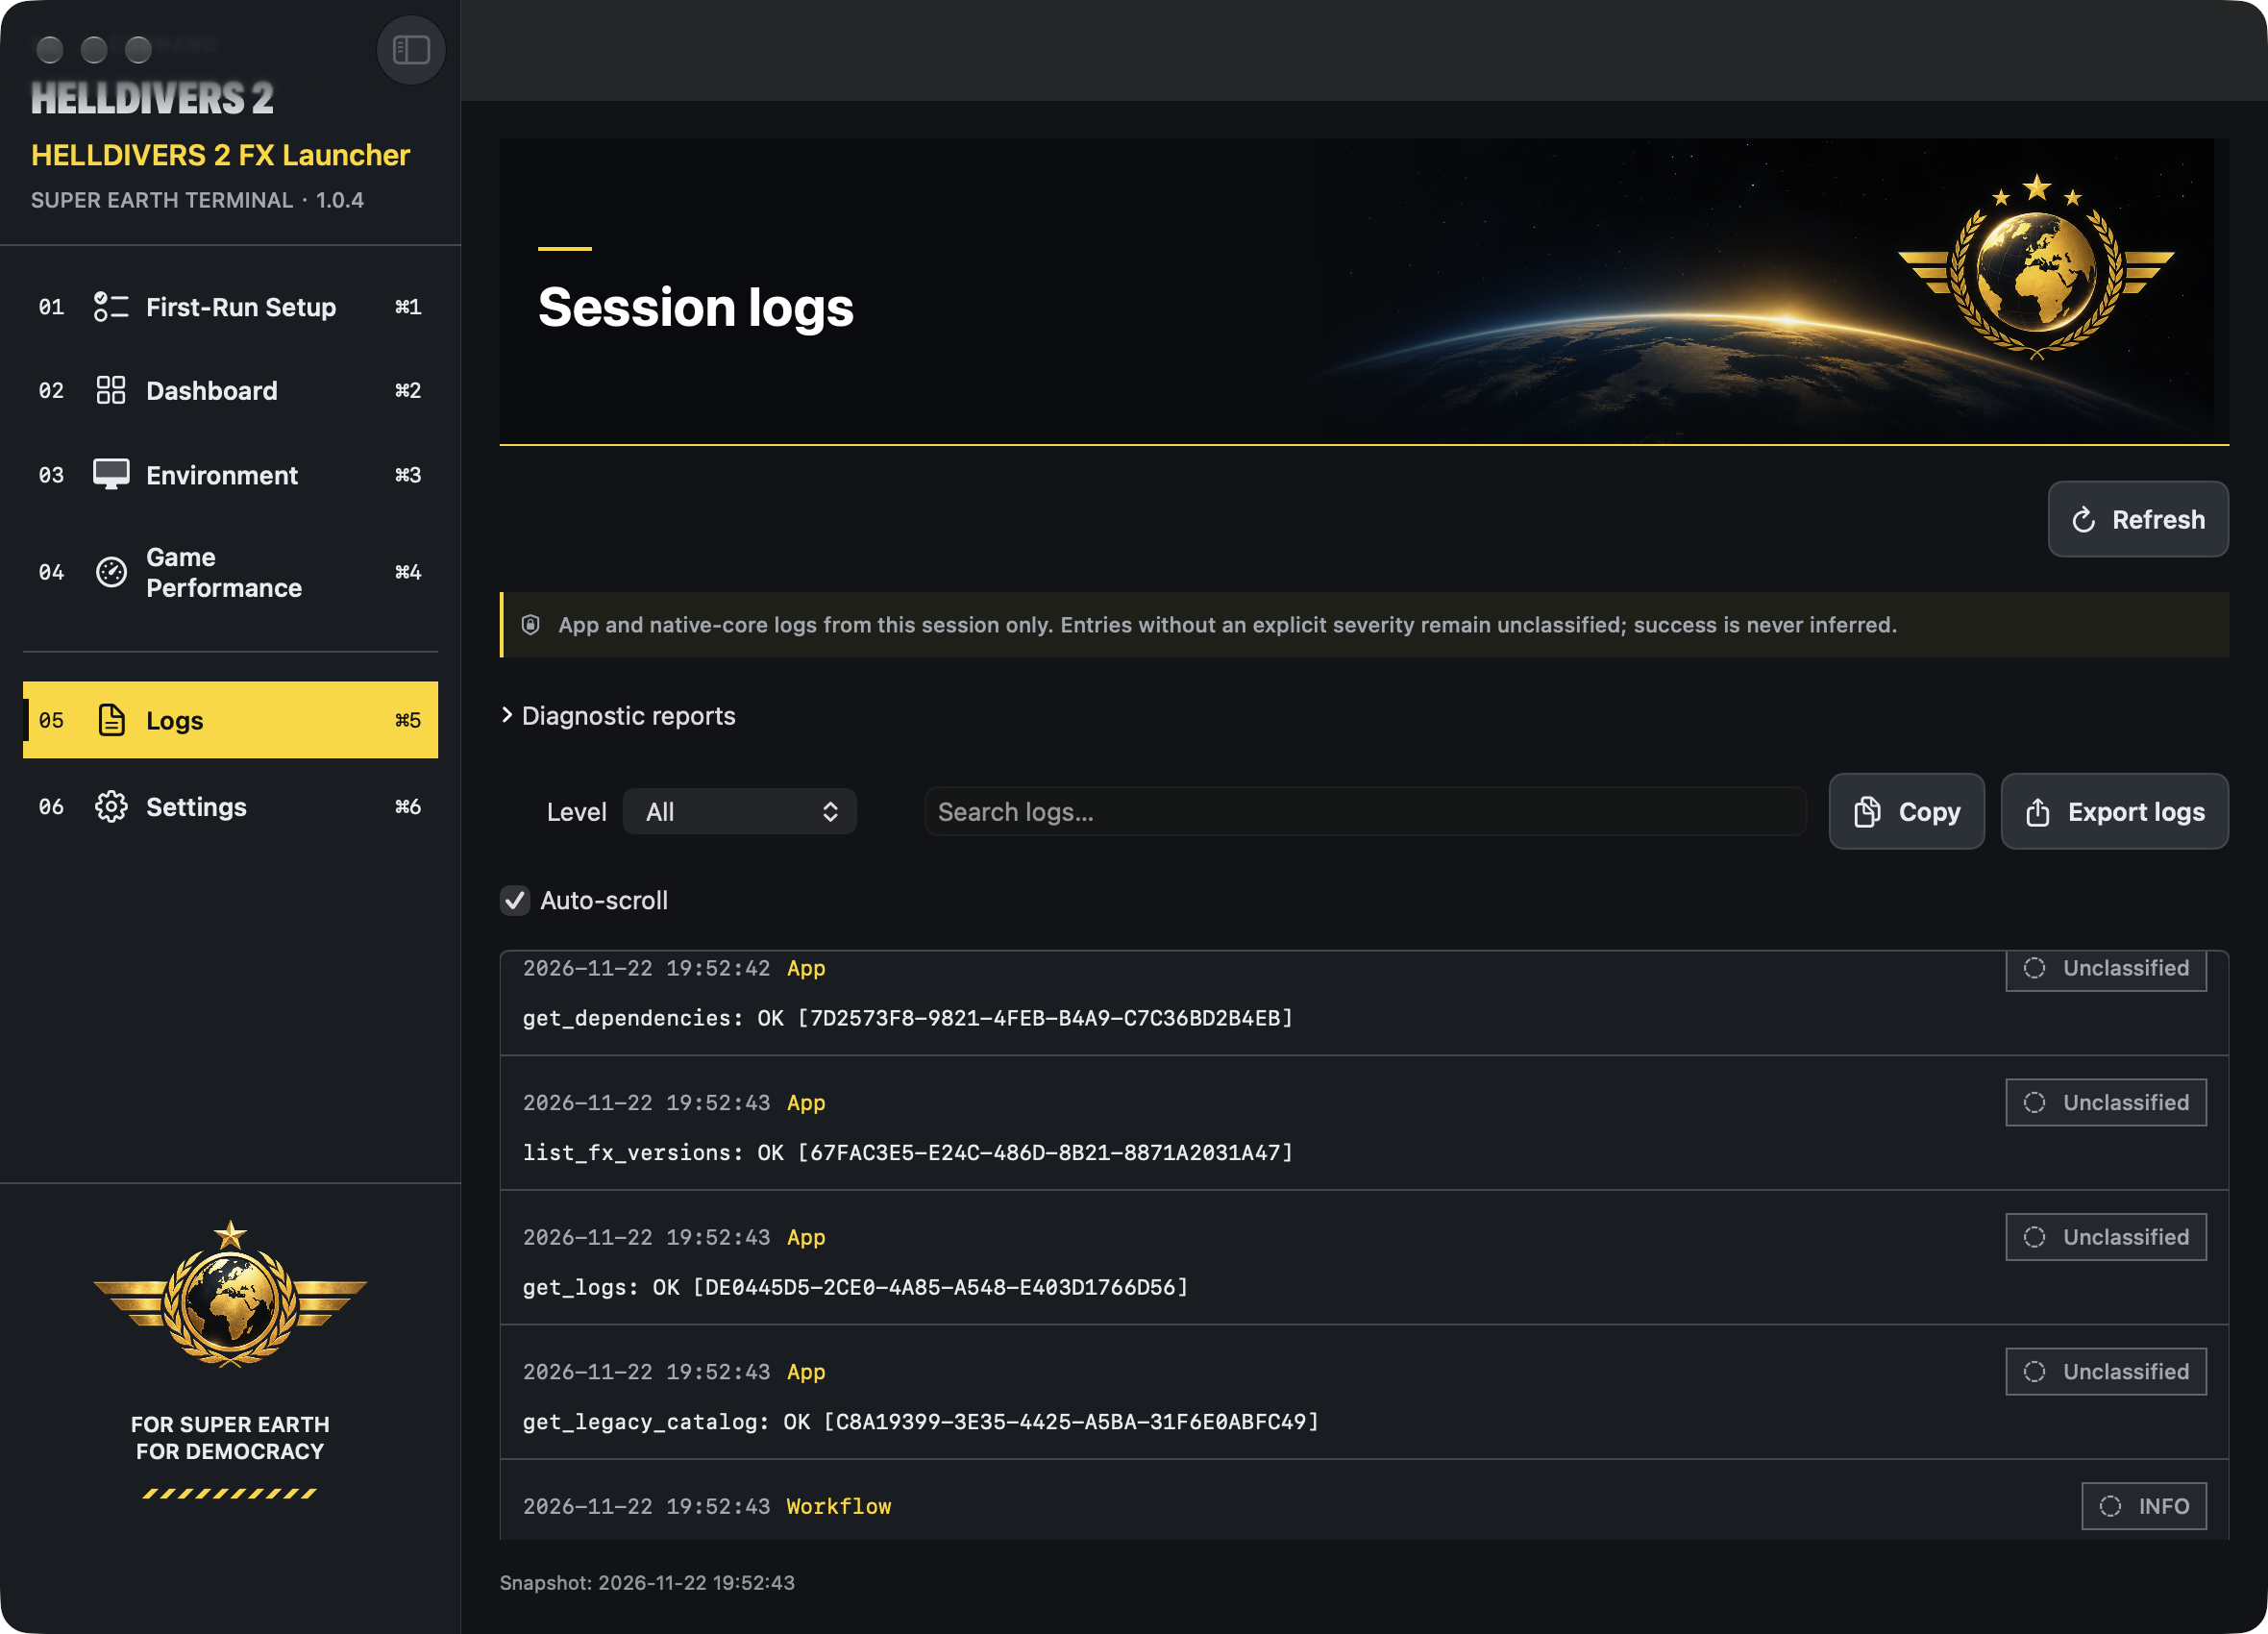 HELLDIVERS 2
HELLDIVERS 2 FX Launcher
SUPER EARTH TERMINAL · 1.0.4
01 First-Run Setup ⌘1
02 Dashboard ⌘2
03 Environment ⌘3
04 Game Performance ⌘4
05 Logs ⌘5
06 Settings ⌘6
FOR SUPER EARTH
FOR DEMOCRACY
Session logs
Refresh
App and native-core logs from this session only. Entries without an explicit severity remain unclassified; success is never inferred.
Diagnostic reports
Level All Search logs... Copy Export logs
Auto-scroll
2026-11-22 19:52:42 App Unclassified
get_dependencies: OK [7D2573F8-9821-4FEB-B4A9-C7C36BD2B4EB]
2026-11-22 19:52:43 App Unclassified
list_fx_versions: OK [67FAC3E5-E24C-486D-8B21-8871A2031A47]
2026-11-22 19:52:43 App Unclassified
get_logs: OK [DE0445D5-2CE0-4A85-A548-E403D1766D56]
2026-11-22 19:52:43 App Unclassified
get_legacy_catalog: OK [C8A19399-3E35-4425-A5BA-31F6E0ABFC49]
2026-11-22 19:52:43 Workflow INFO
Snapshot: 2026-11-22 19:52:43